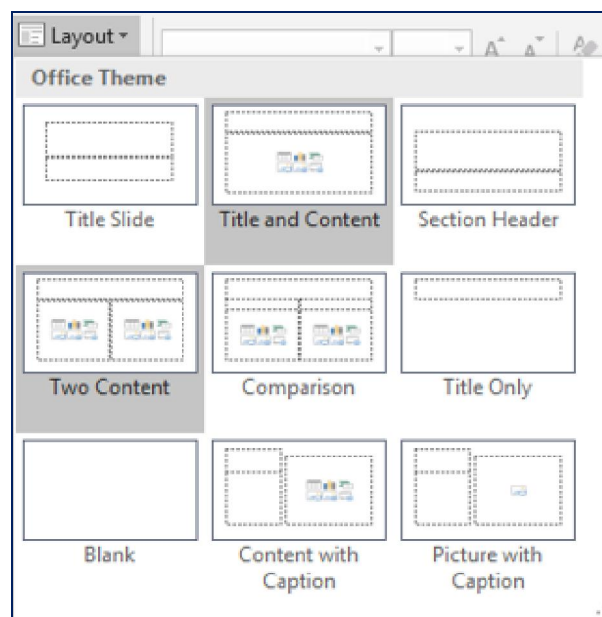 Layout
A A
Office Theme
Title Slide
Title and Content
Section Header
Two Content
Comparison
Title Only
Blank
Content with
Caption
Picture with
Caption